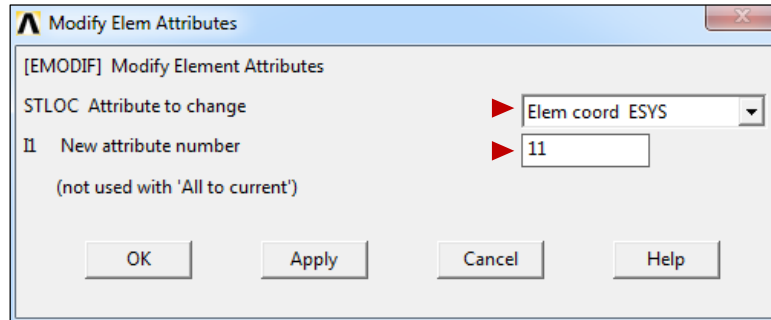 Modify Elem Attributes
[EMODIF] Modify Element Attributes
STLOC Attribute to change Elem coord ESYS
I1 New attribute number 11
(not used with 'All to current')
OK Apply Cancel Help